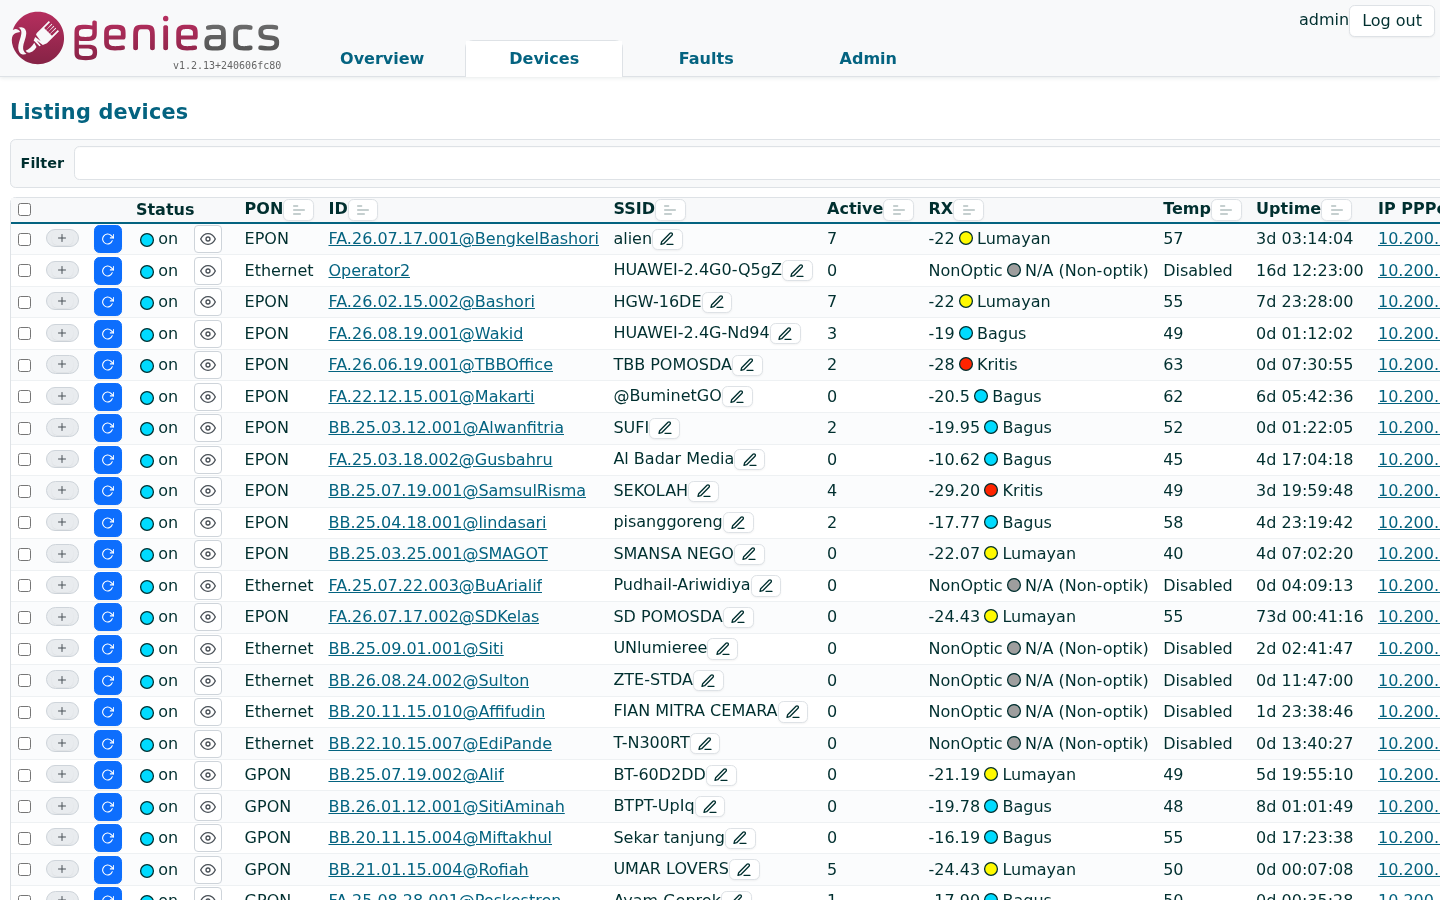 genieacs
v1.2.13+240606fc80
Overview Devices Faults Admin
admin Log out
Listing devices
Filter
Status PON ID SSID Active RX Temp Uptime IP PPP
on EPON FA.26.07.17.001@BengkelBashori alien 7 -22 Lumayan 57 3d 03:14:04 10.200.
on Ethernet Operator2 HUAWEI-2.4G0-Q5gZ 0 NonOptic N/A (Non-optik) Disabled 16d 12:23:00 10.200.
on EPON FA.26.02.15.002@Bashori HGW-16DE 7 -22 Lumayan 55 7d 23:28:00 10.200.
on EPON FA.26.08.19.001@Wakid HUAWEI-2.4G-Nd94 3 -19 Bagus 49 0d 01:12:02 10.200.
on EPON FA.26.06.19.001@TBBOffice TBB POMOSDA 2 -28 Kritis 63 0d 07:30:55 10.200.
on EPON FA.22.12.15.001@Makarti @BuminetGO 0 -20.5 Bagus 62 6d 05:42:36 10.200.
on EPON BB.25.03.12.001@Alwanfitria SUFI 2 -19.95 Bagus 52 0d 01:22:05 10.200.
on EPON FA.25.03.18.002@Gusbahru Al Badar Media 0 -10.62 Bagus 45 4d 17:04:18 10.200.
on EPON BB.25.07.19.001@SamsulRisma SEKOLAH 4 -29.20 Kritis 49 3d 19:59:48 10.200.
on EPON BB.25.04.18.001@lindasari pisanggoreng 2 -17.77 Bagus 58 4d 23:19:42 10.200.
on EPON BB.25.03.25.001@SMAGOT SMANSA NEGO 0 -22.07 Lumayan 40 4d 07:02:20 10.200.
on Ethernet FA.25.07.22.003@BuArialif Pudhail-Ariwidiya 0 NonOptic N/A (Non-optik) Disabled 0d 04:09:13 10.200.
on EPON FA.26.07.17.002@SDKelas SD POMOSDA 0 -24.43 Lumayan 55 73d 00:41:16 10.200.
on Ethernet BB.25.09.01.001@Siti UNlumieree 0 NonOptic N/A (Non-optik) Disabled 2d 02:41:47 10.200.
on Ethernet BB.26.08.24.002@Sulton ZTE-STDA 0 NonOptic N/A (Non-optik) Disabled 0d 11:47:00 10.200.
on Ethernet BB.20.11.15.010@Affifudin FIAN MITRA CEMARA 0 NonOptic N/A (Non-optik) Disabled 1d 23:38:46 10.200.
on Ethernet BB.22.10.15.007@EdiPande T-N300RT 0 NonOptic N/A (Non-optik) Disabled 0d 13:40:27 10.200.
on GPON BB.25.07.19.002@Alif BT-60D2DD 0 -21.19 Lumayan 49 5d 19:55:10 10.200.
on GPON BB.26.01.12.001@SitiAminah BTPT-UpIq 0 -19.78 Bagus 48 8d 01:01:49 10.200.
on GPON BB.20.11.15.004@Miftakhul Sekar tanjung 0 -16.19 Bagus 55 0d 17:23:38 10.200.
on GPON BB.21.01.15.004@Rofiah UMAR LOVERS 5 -24.43 Lumayan 50 0d 00:07:08 10.200.
on GPON FA.25.08.28.001@Poskestren Ayam Geprek 1 -17.90 Bagus 50 0d 00:35:28 10.200.